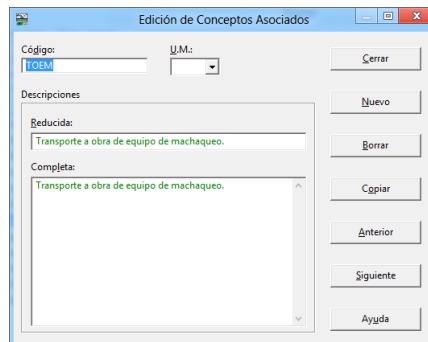 Edición de Conceptos Asociados
Código:
U.M.:
TOEM
Cerrar
Descripciones
Nuevo
Reducida:
Transporte a obra de equipo de machaqueo.
Borrar
Completa:
Transporte a obra de equipo de machaqueo.
Copiar
Anterior
Siguiente
Ayuda